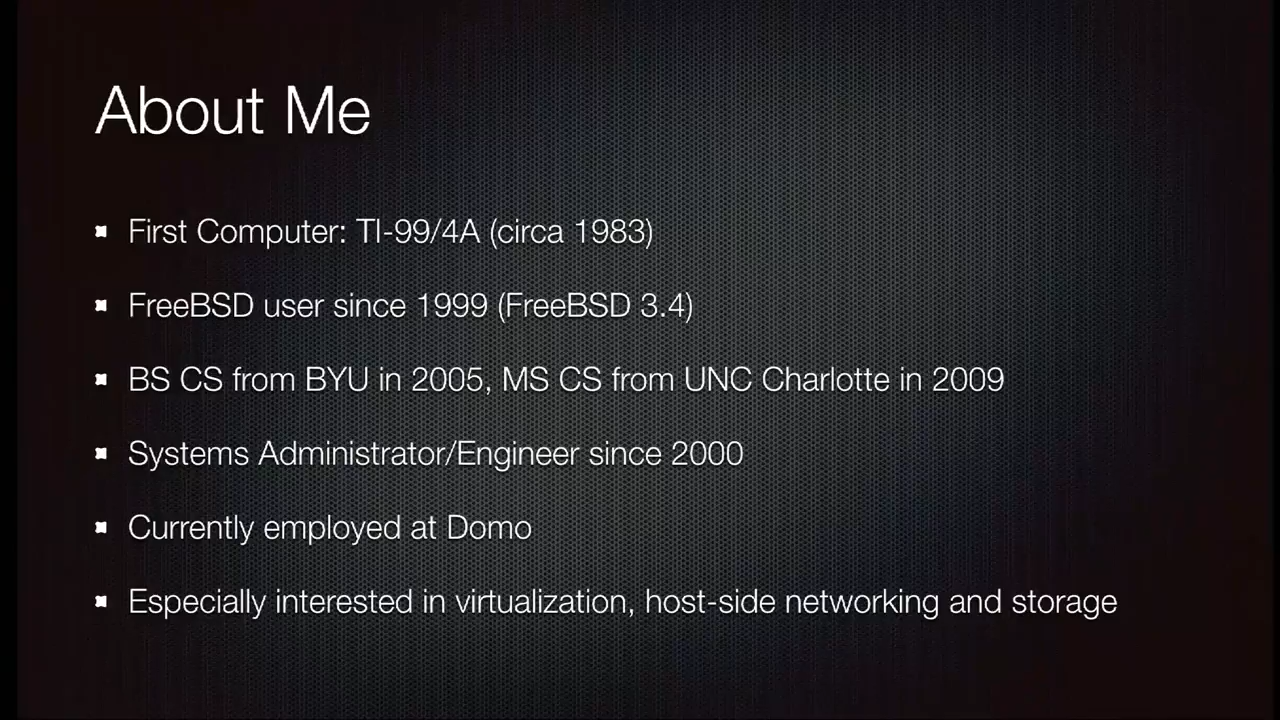 About Me
First Computer: TI-99/4A (circa 1983)
FreeBSD user since 1999 (FreeBSD 3.4)
BS CS from BYU in 2005, MS CS from UNC Charlotte in 2009
Systems Administrator/Engineer since 2000
Currently employed at Domo
Especially interested in virtualization, host-side networking and storage